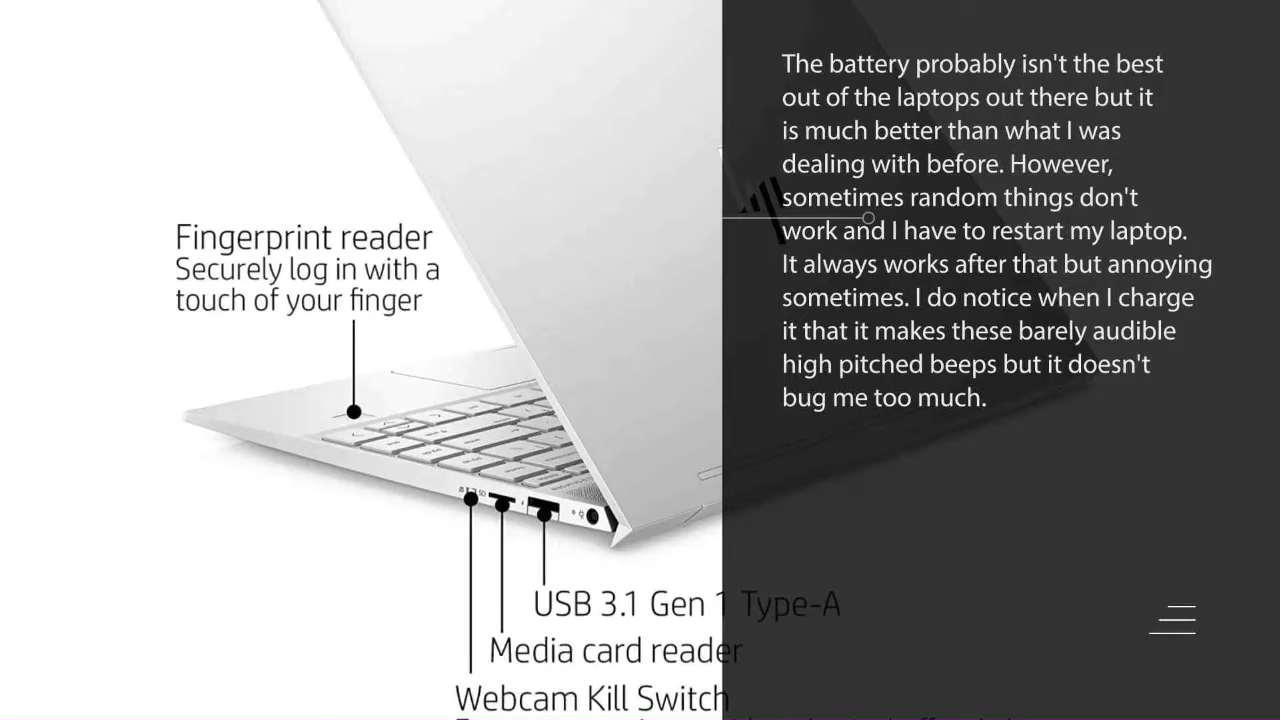 Fingerprint reader
Securely log in with a
touch of your finger
USB 3.1 Gen 1 Type-A
Media card reader
Webcam Kill Switch
The battery probably isn't the best
out of the laptops out there but it
is much better than what I was
dealing with before. However,
sometimes random things don't
work and I have to restart my laptop.
It always works after that but annoying
sometimes. I do notice when I charge
it that it makes these barely audible
high pitched beeps but it doesn't
bug me too much.